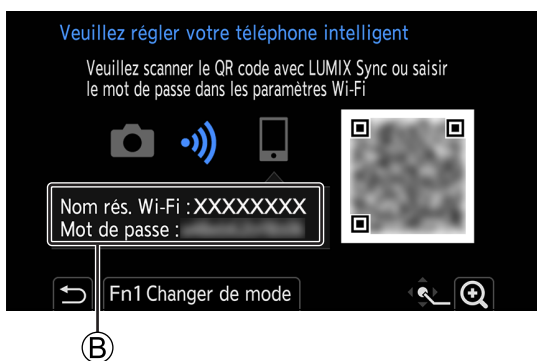 Veuillez régler votre téléphone intelligent
Veuillez scanner le QR code avec LUMIX Sync ou saisir
le mot de passe dans les paramètres Wi-Fi
Nom rés. Wi-Fi : XXXXXXXX
Mot de passe :
Fn1 Changer de mode
B